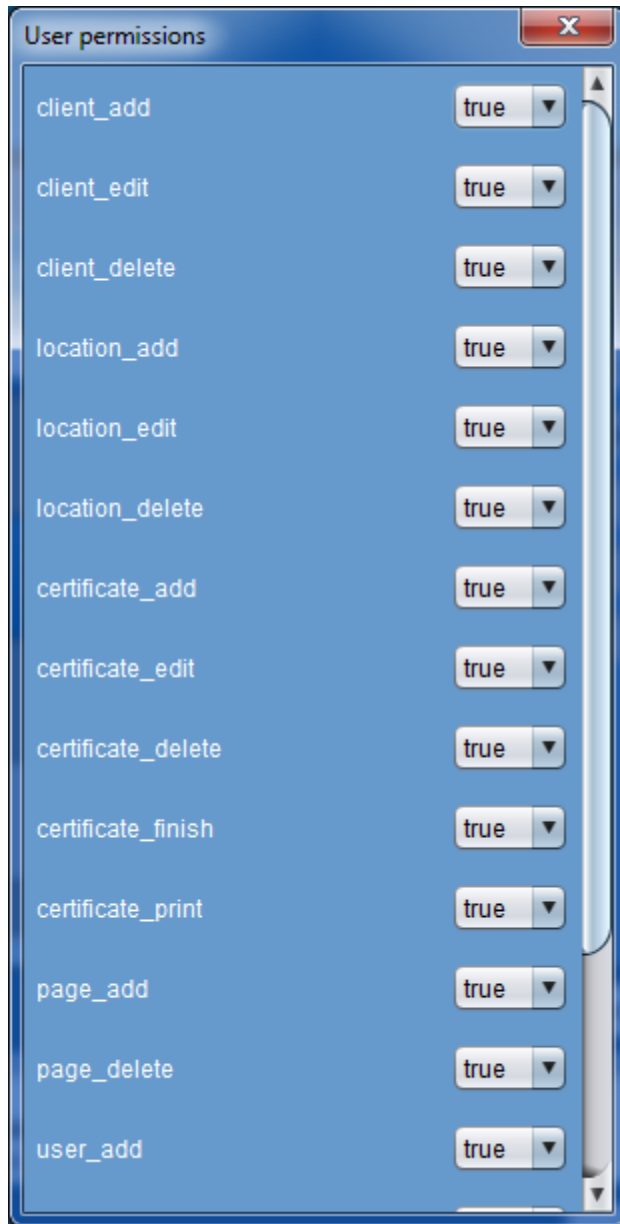 User permissions
client_add true
client_edit true
client_delete true
location_add true
location_edit true
location_delete true
certificate_add true
certificate_edit true
certificate_delete true
certificate_finish true
certificate_print true
page_add true
page_delete true
user_add true